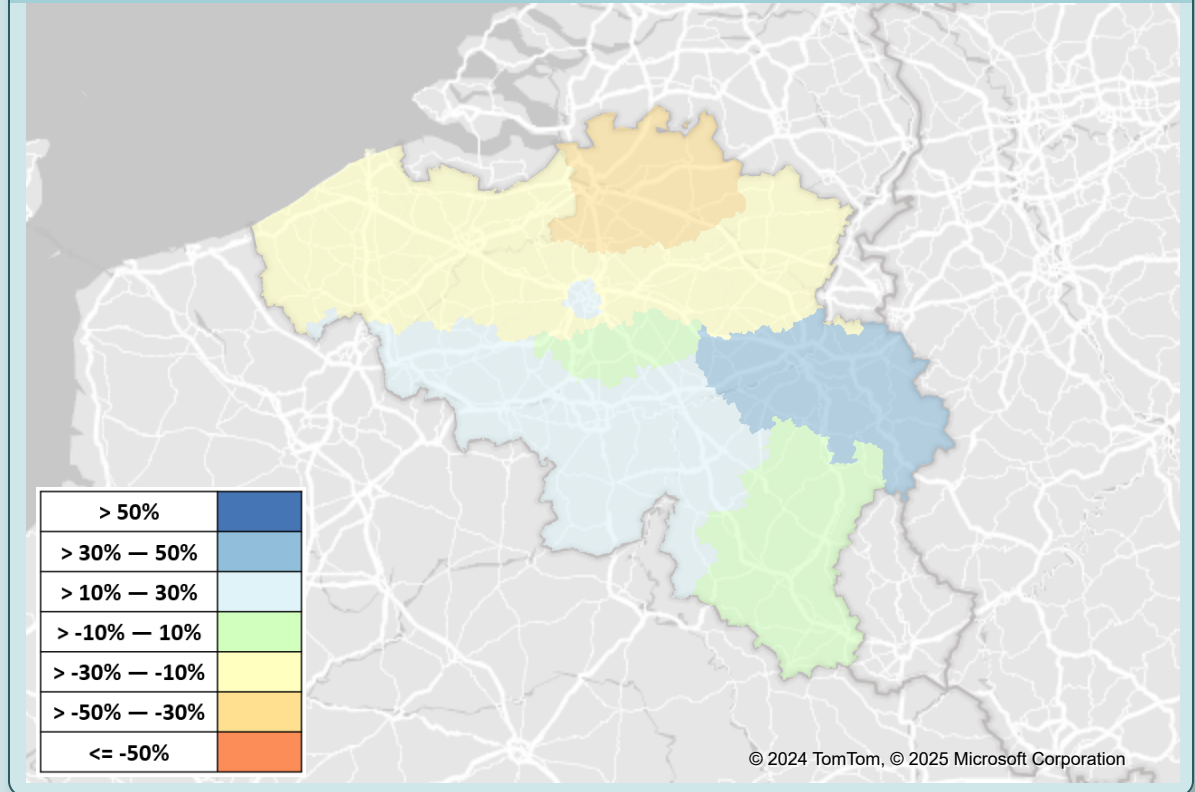 > 50%
> 30% — 50%
> 10% — 30%
> -10% — 10%
> -30% — -10%
> -50% — -30%
<= -50%
© 2024 TomTom, © 2025 Microsoft Corporation